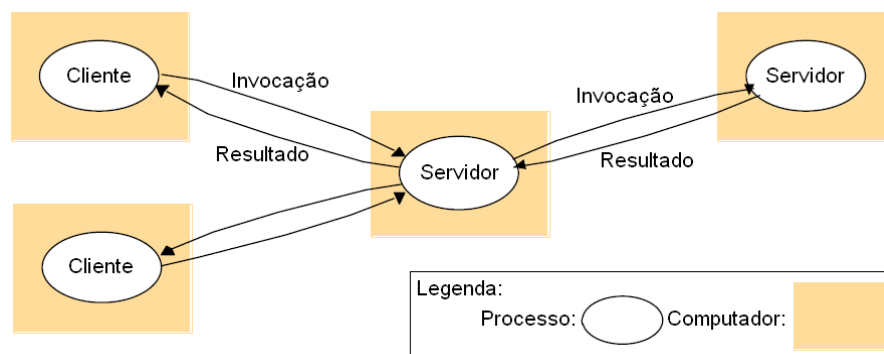 Cliente
Invocação
Resultado
Servidor
Invocação
Resultado
Servidor
Cliente
Legenda:
Processo:
Computador: